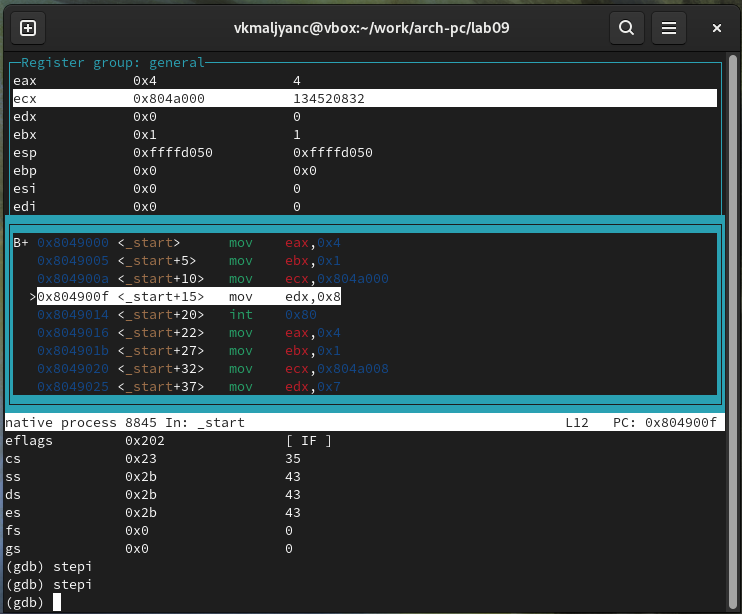 vkmaljyanc@vbox:~/work/arch-pc/lab09
Register group: general
eax 0x4 4
ecx 0x804a000 134520832
edx 0x0 0
ebx 0x1 1
esp 0xffffd050 0xffffd050
ebp 0x0 0x0
esi 0x0 0
edi 0x0 0
B+ 0x8049000 <_start> mov eax,0x4
0x8049005 <_start+5> mov ebx,0x1
0x804900a <_start+10> mov ecx,0x804a000
>0x804900f <_start+15> mov edx,0x8
0x8049014 <_start+20> int 0x80
0x8049016 <_start+22> mov eax,0x4
0x804901b <_start+27> mov ebx,0x1
0x8049020 <_start+32> mov ecx,0x804a008
0x8049025 <_start+37> mov edx,0x7
native process 8845 In: _start L12 PC: 0x804900f
eflags 0x202 [ IF ]
cs 0x23 35
ss 0x2b 43
ds 0x2b 43
es 0x2b 43
fs 0x0 0
gs 0x0 0
(gdb) stepi
(gdb) stepi
(gdb)